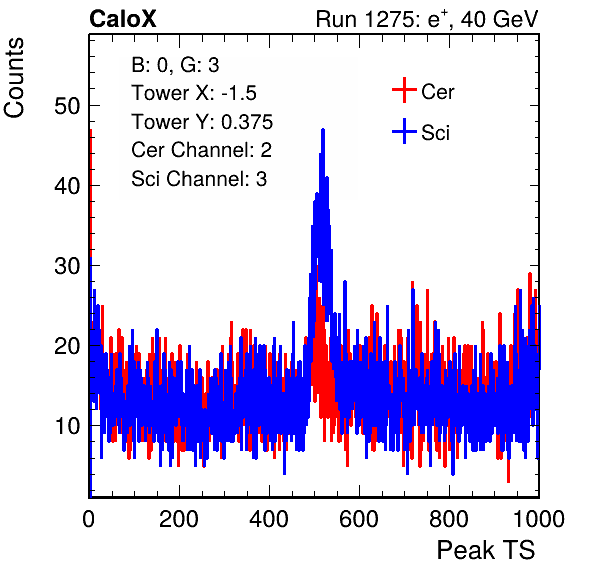 CaloX
Run 1275: e+, 40 GeV
Counts
B: 0, G: 3
Tower X: -1.5
Tower Y: 0.375
Cer Channel: 2
Sci Channel: 3
Cer
Sci
50
40
30
20
10
0 200 400 600 800 1000
Peak TS